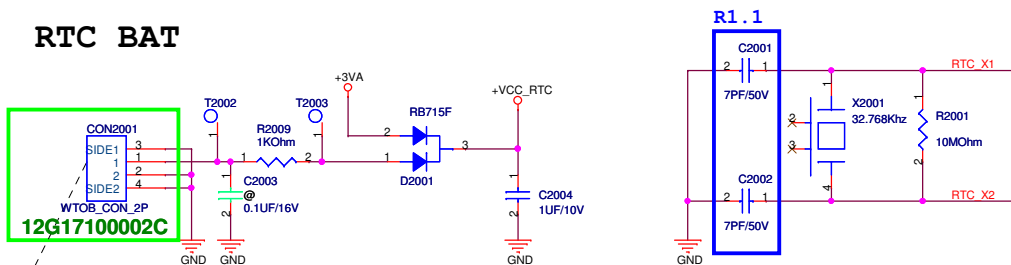 R1.1
RTC BAT
C2001
2 1
RTC_X1
7PF/50V
+3VA
+VCC_RTC
T2002
T2003
RB715F
X2001
32.768Khz
R2001
10MOhm
1
2
3
4
1
2
CON2001
SIDE1 3
1 1
2 2
SIDE2 4
WTOB_CON_2P
12G17100002C
1
1
R2009
1KOhm
1 2
1
2
1
3
D2001
1
C2003
@
0.1UF/16V
2
1
C2004
1UF/10V
2
C2002
2 1
RTC_X2
7PF/50V
GND
GND
GND
GND